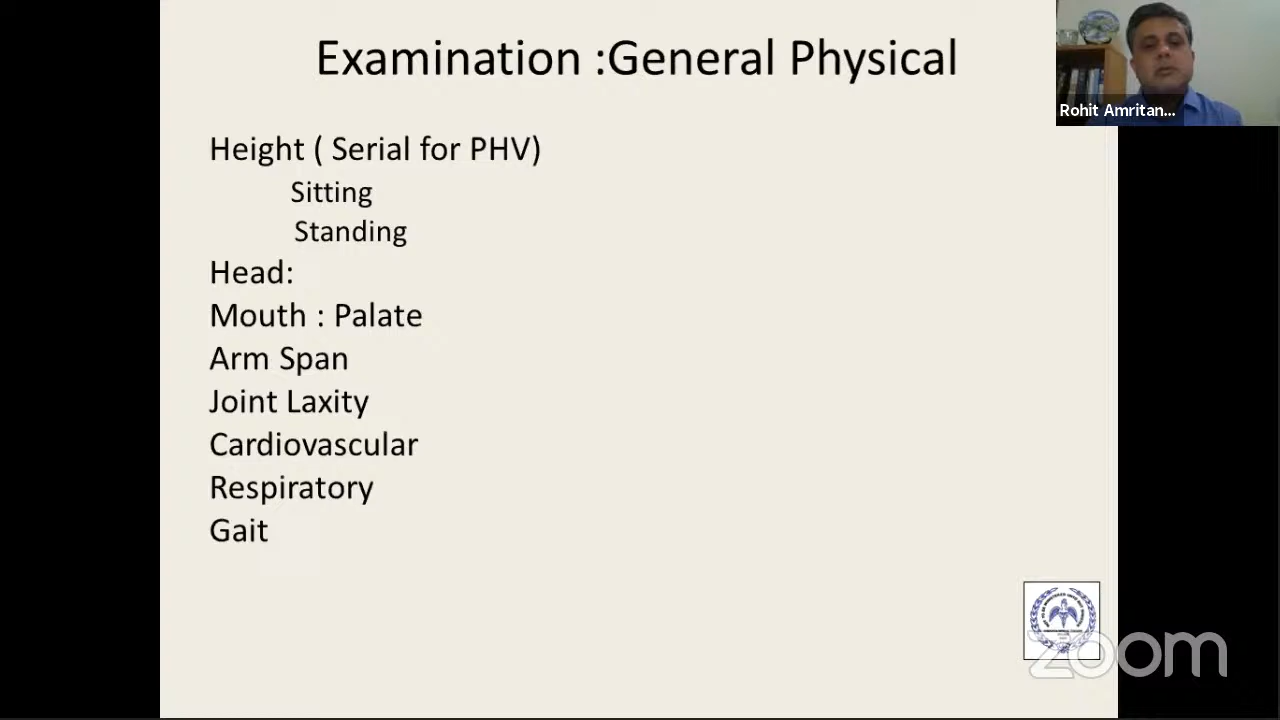 Examination :General Physical
Rohit Amritan...
Height ( Serial for PHV)
Sitting
Standing
Head:
Mouth : Palate
Arm Span
Joint Laxity
Cardiovascular
Respiratory
Gait
zoom